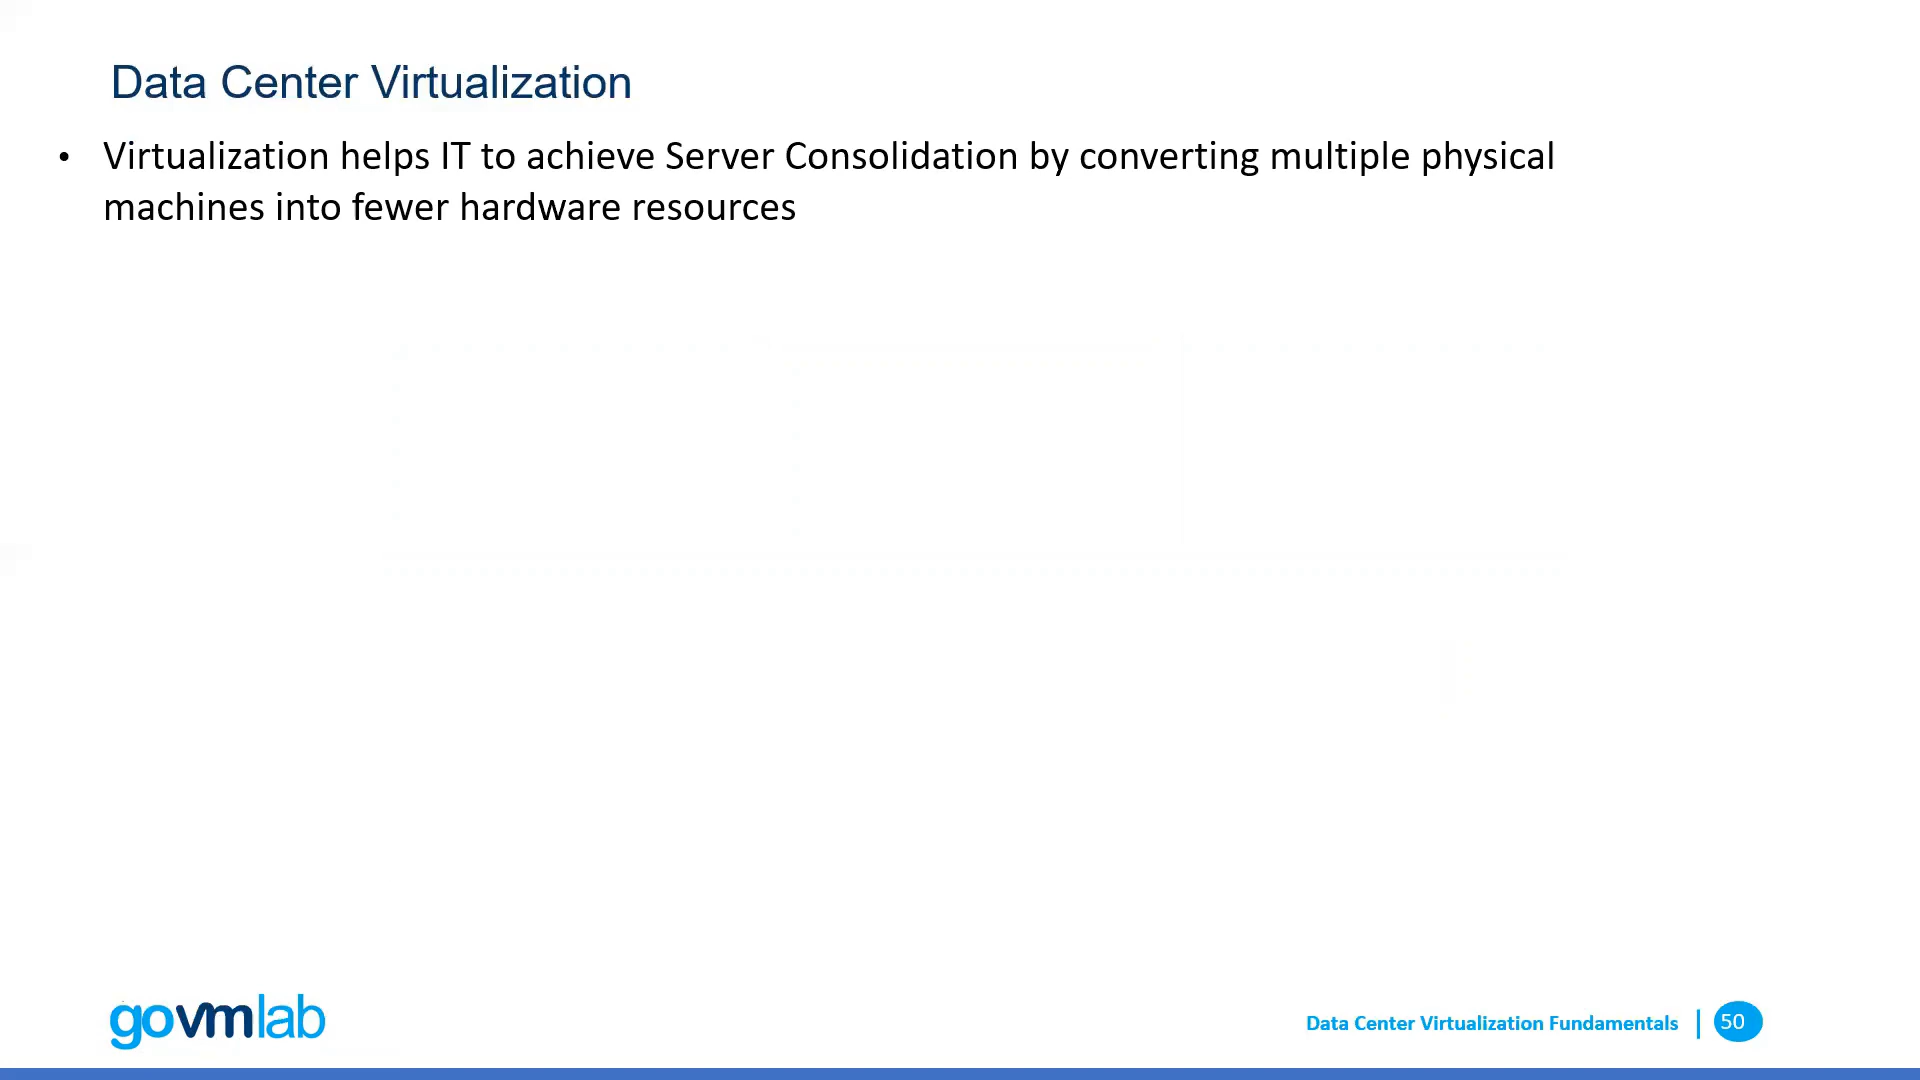 Data Center Virtualization
• Virtualization helps IT to achieve Server Consolidation by converting multiple physical
machines into fewer hardware resources
govmlab
Data Center Virtualization Fundamentals | 50